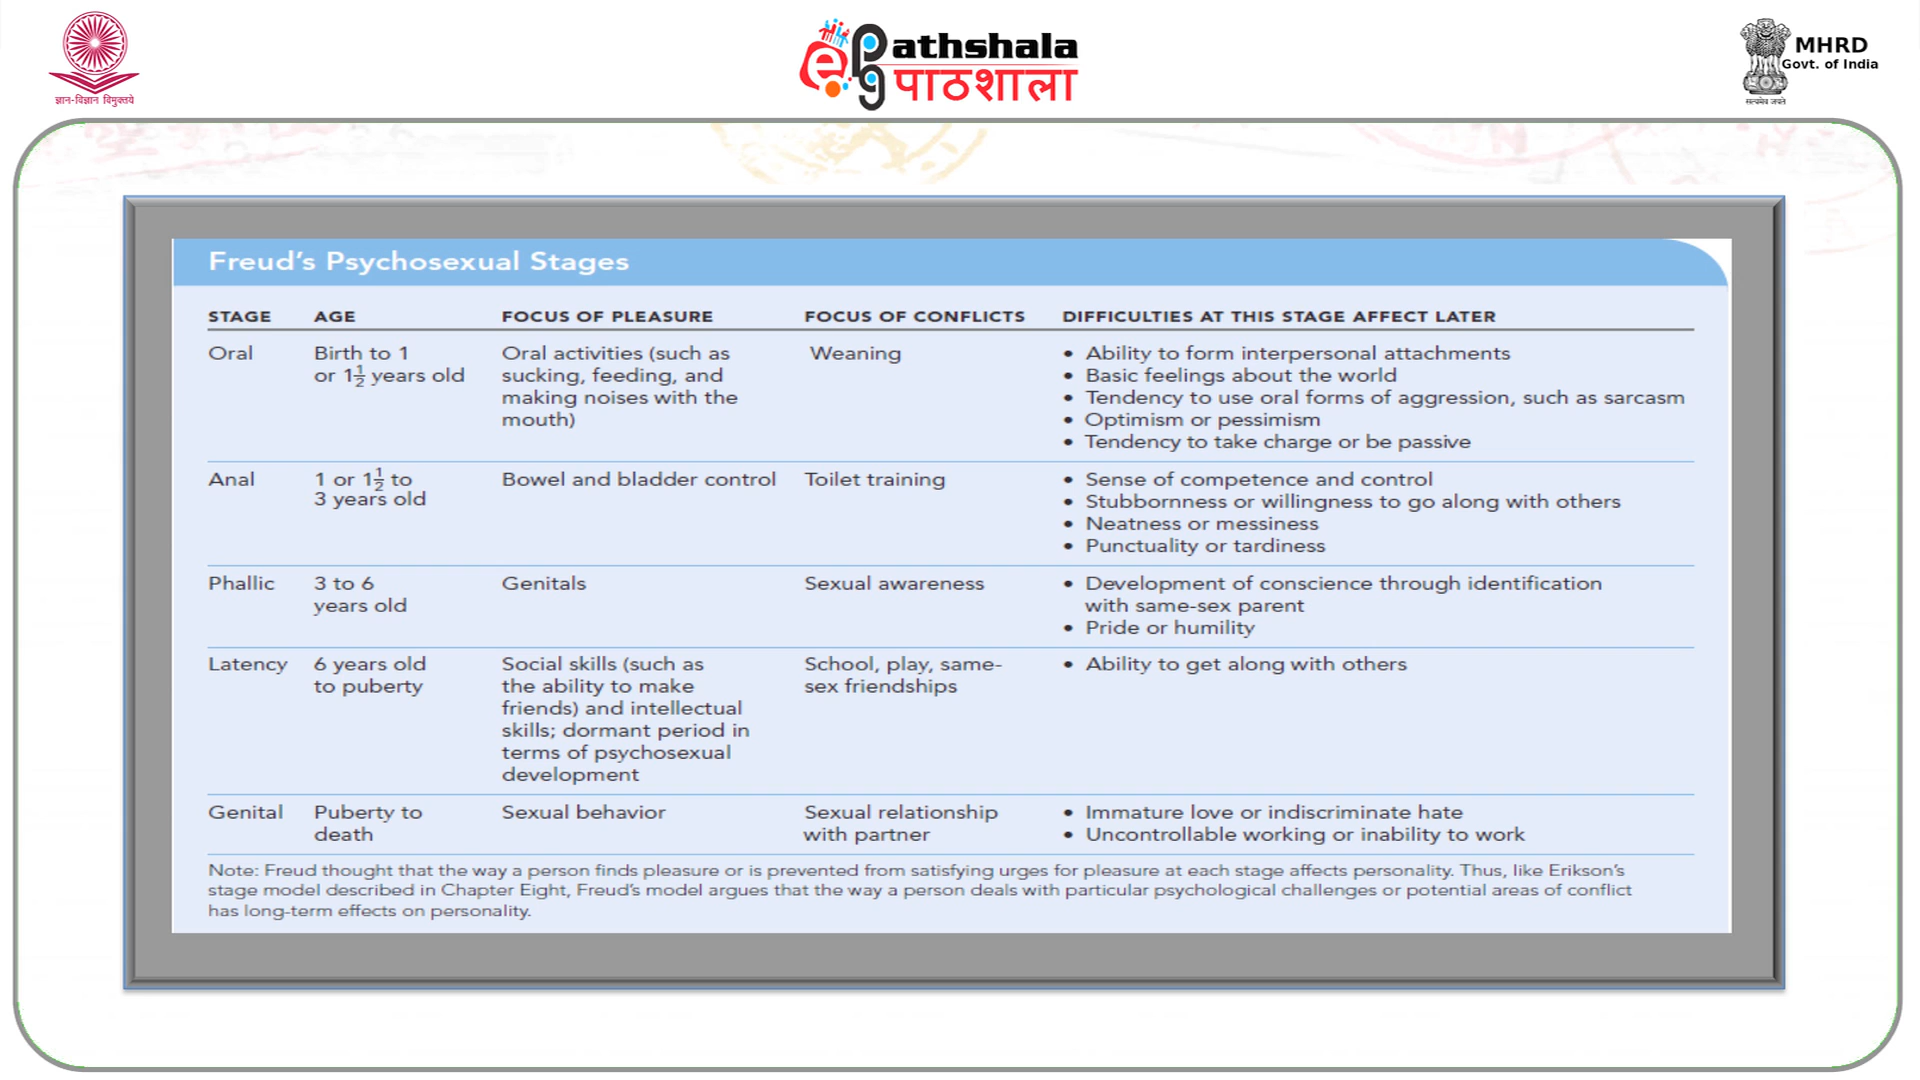 ज्ञान-विज्ञान विमुक्तये
e
pg
athshala
पाठशाला
MHRD
Govt. of India
सत्यमेव जयते
Freud's Psychosexual Stages
STAGE AGE FOCUS OF PLEASURE FOCUS OF CONFLICTS DIFFICULTIES AT THIS STAGE AFFECT LATER
Oral
Birth to 1
or 1½ years old
Oral activities (such as
sucking, feeding, and
making noises with the
mouth)
Weaning
• Ability to form interpersonal attachments
• Basic feelings about the world
• Tendency to use oral forms of aggression, such as sarcasm
• Optimism or pessimism
• Tendency to take charge or be passive
Anal
1 or 1½ to
3 years old
Bowel and bladder control
Toilet training
• Sense of competence and control
• Stubbornness or willingness to go along with others
• Neatness or messiness
• Punctuality or tardiness
Phallic
3 to 6
years old
Genitals
Sexual awareness
• Development of conscience through identification
with same-sex parent
• Pride or humility
Latency
6 years old
to puberty
Social skills (such as
the ability to make
friends) and intellectual
skills; dormant period in
terms of psychosexual
development
School, play, same-
sex friendships
• Ability to get along with others
Genital
Puberty to
death
Sexual behavior
Sexual relationship
with partner
• Immature love or indiscriminate hate
• Uncontrollable working or inability to work
Note: Freud thought that the way a person finds pleasure or is prevented from satisfying urges for pleasure at each stage affects personality. Thus, like Erikson's
stage model described in Chapter Eight, Freud's model argues that the way a person deals with particular psychological challenges or potential areas of conflict
has long-term effects on personality.